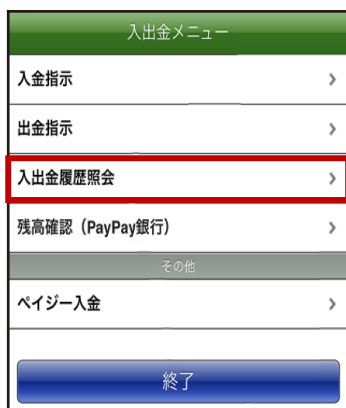 入出金メニュー
入金指示
出金指示
入出金履歴照会
残高確認（PayPay銀行）
その他
ペイジー入金
終了